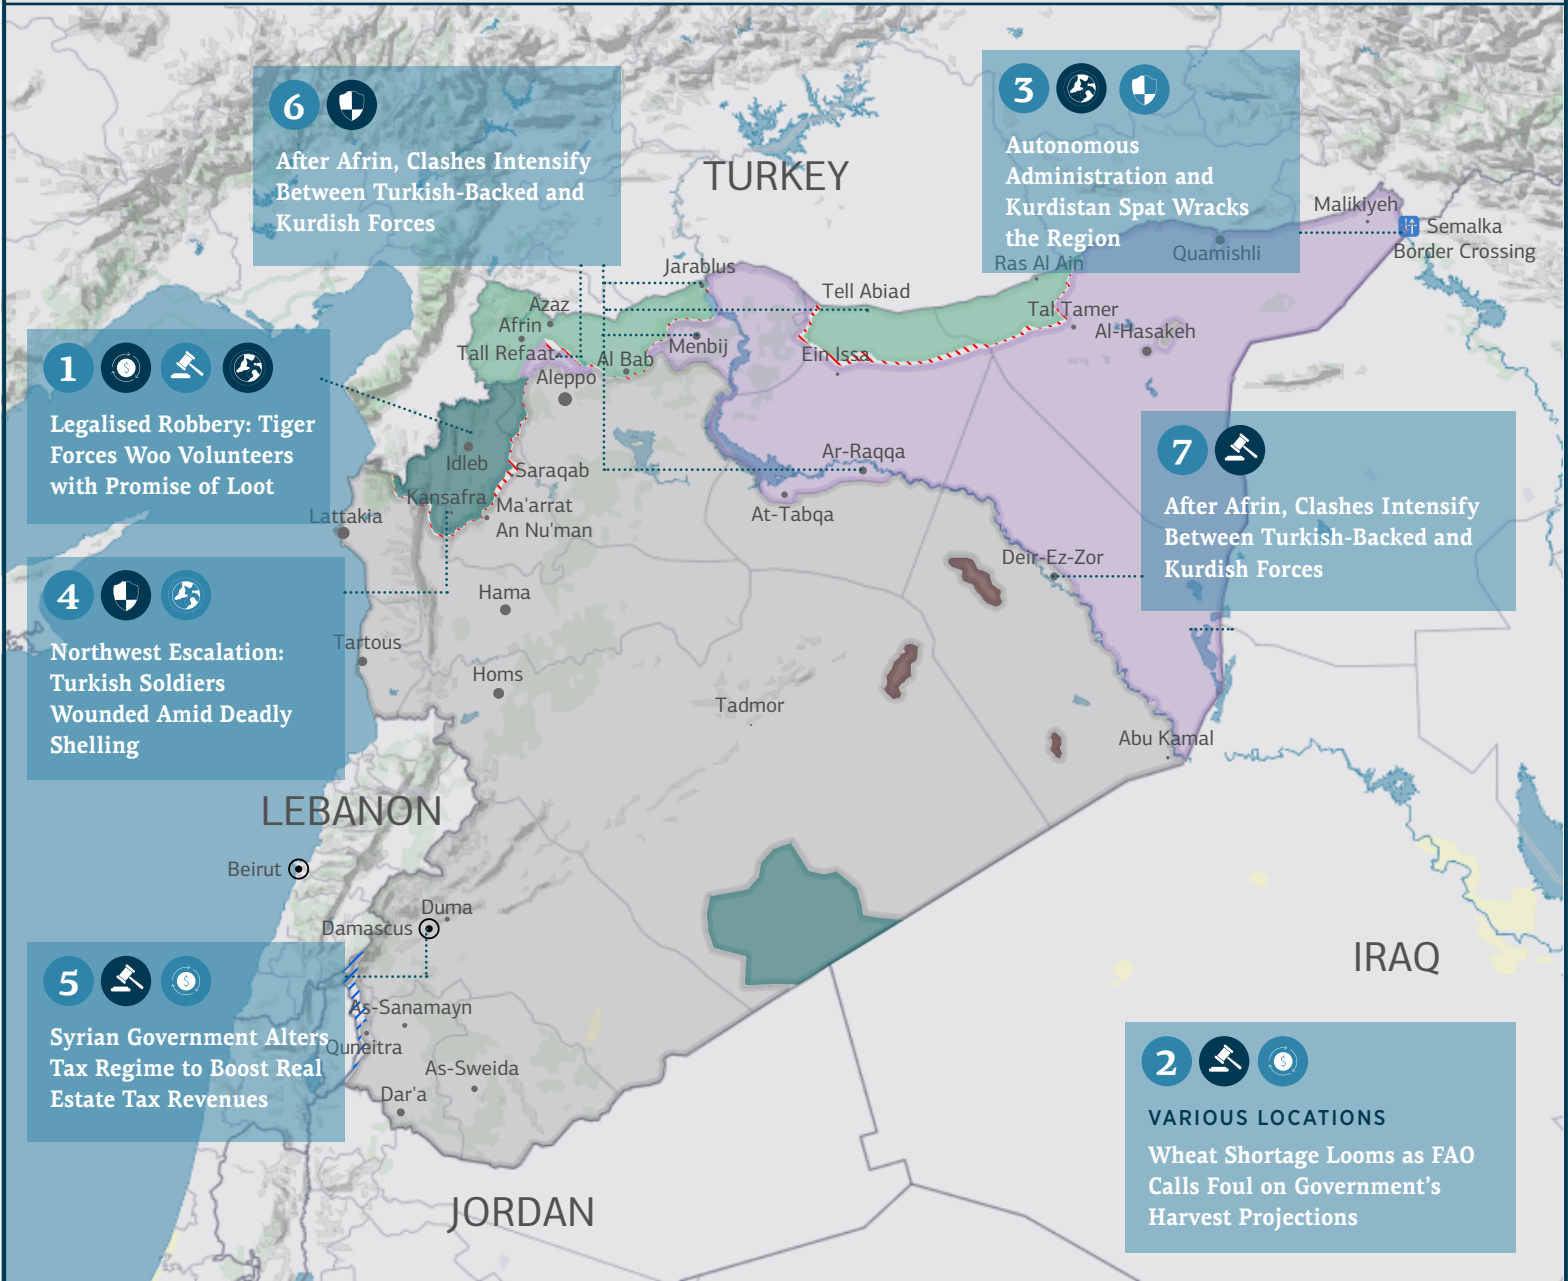 6
After Afrin, Clashes Intensify
Between Turkish-Backed and
Kurdish Forces
3
Autonomous
Administration and
Kurdistan Spat Wracks
the Region
TURKEY
Malikiyeh
Semalka
Border Crossing
Quamishli
Ras Al Ain
Jarablus
Tell Abiad
Azaz
Afrin
Tal Tamer
Al-Hasakeh
Tall Refaat
Al Bab
Menbij
Ein Issa
Aleppo
1
$
Legalised Robbery: Tiger
Forces Woo Volunteers
with Promise of Loot
Idleb
Saraqab
Kansafra
Ma'arrat
An Nu'man
Lattakia
Ar-Raqqa
At-Tabqa
Deir-Ez-Zor
7
After Afrin, Clashes Intensify
Between Turkish-Backed and
Kurdish Forces
4
Northwest Escalation:
Turkish Soldiers
Wounded Amid Deadly
Shelling
Hama
Tartous
Homs
Tadmor
Abu Kamal
LEBANON
Beirut
Duma
Damascus
IRAQ
5
$
Syrian Government Alters
Tax Regime to Boost Real
Estate Tax Revenues
As-Sanamayn
Quneitra
As-Sweida
Dar'a
2
$
VARIOUS LOCATIONS
Wheat Shortage Looms as FAO
Calls Foul on Government's
Harvest Projections
JORDAN